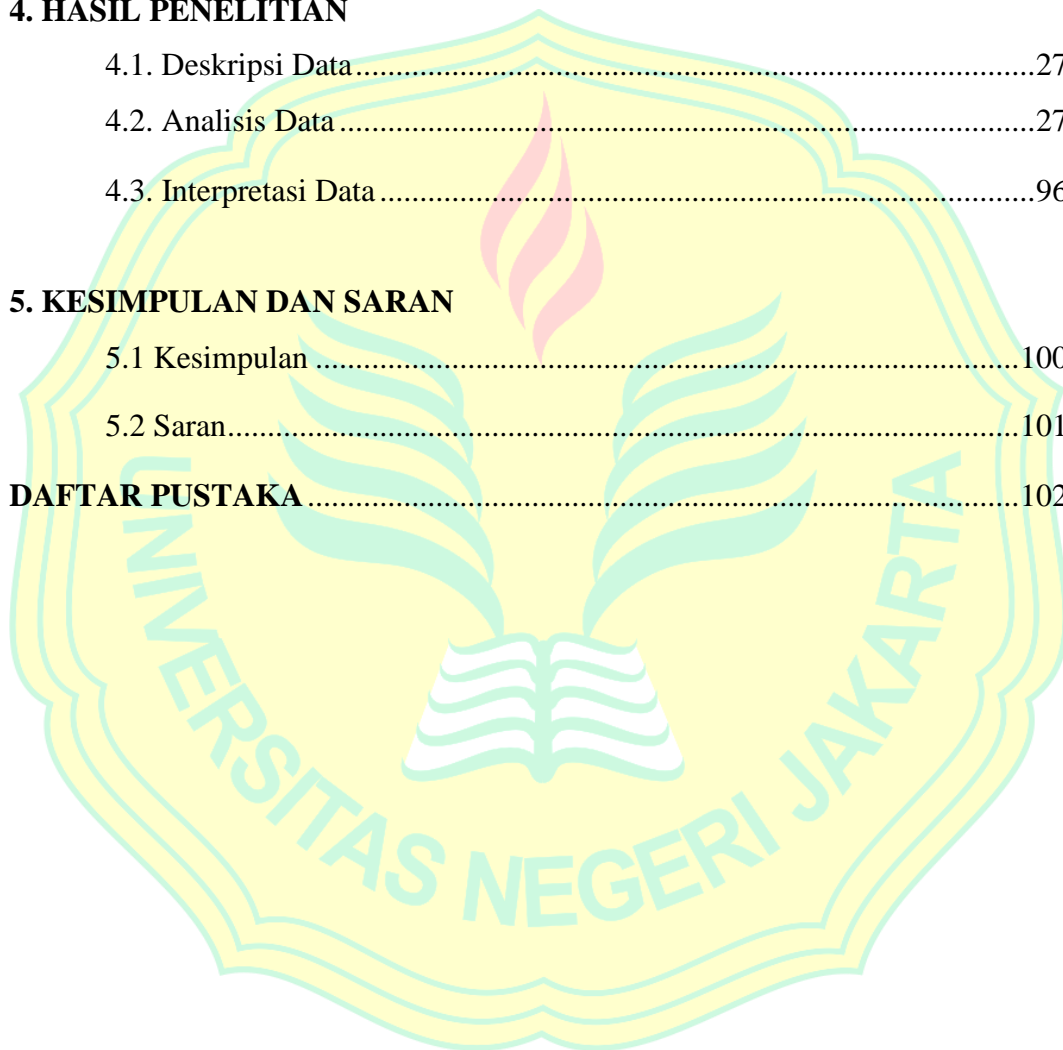 4. HASIL PENELITIAN
4.1. Deskripsi Data........................................................................................27
4.2. Analisis Data..........................................................................................27
4.3. Interpretasi Data.....................................................................................96
5. KESIMPULAN DAN SARAN
5.1 Kesimpulan............................................................................................100
5.2 Saran.......................................................................................................101
DAFTAR PUSTAKA.............................................................................................102
UNIVERSITAS NEGERI JAKARTA